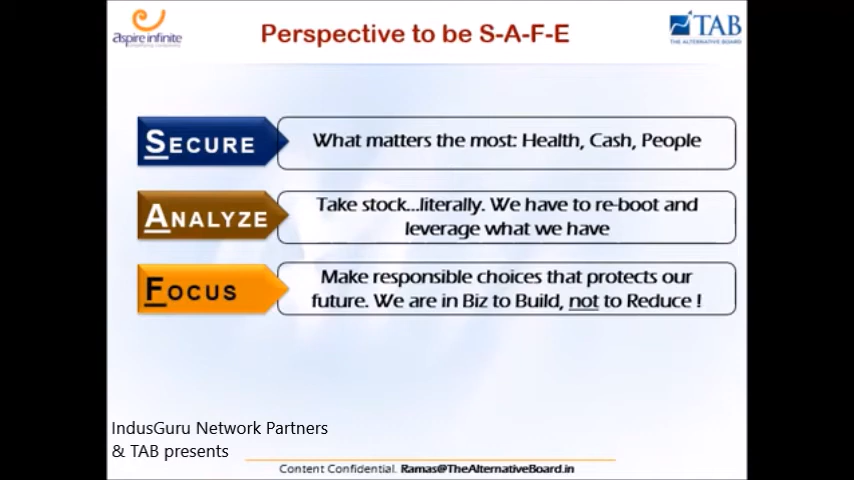 aspire infinite
Perspective to be S-A-F-E
TAB
THE ALTERNATIVE BOARD
SECURE
What matters the most: Health, Cash, People
ANALYZE
Take stock...literally. We have to re-boot and
leverage what we have
FOCUS
Make responsible choices that protects our
future. We are in Biz to Build, not to Reduce !
IndusGuru Network Partners
& TAB presents
Content Confidential. Ramas@TheAlternativeBoard.in